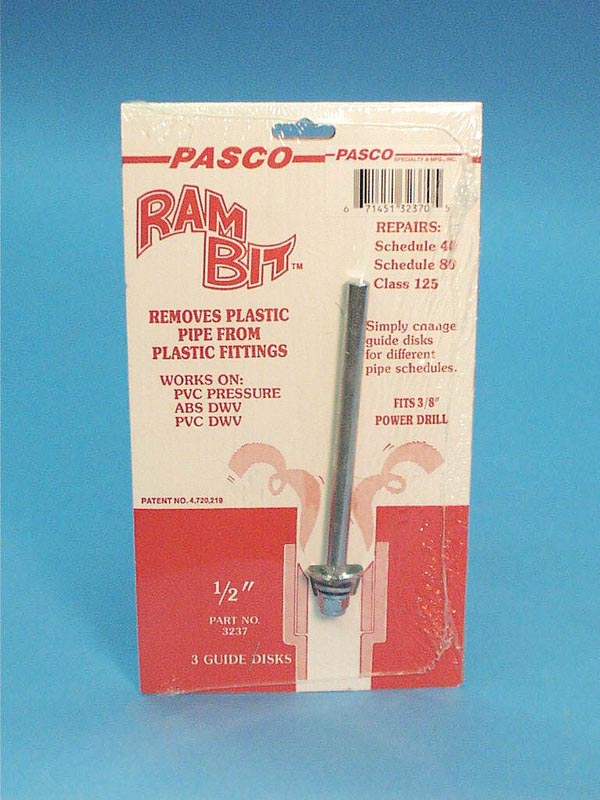 PASCO
PASCO SPECIALTY & MFG., INC.
RAM BIT™
6 71451 32370 5
REPAIRS:
Schedule 40
Schedule 80
Class 125
REMOVES PLASTIC
PIPE FROM
PLASTIC FITTINGS
Simply change
guide disks
for different
pipe schedules.
WORKS ON:
PVC PRESSURE
ABS DWV
PVC DWV
FITS 3/8"
POWER DRILL
PATENT NO. 4,720,219
1/2"
PART NO.
3237
3 GUIDE DISKS